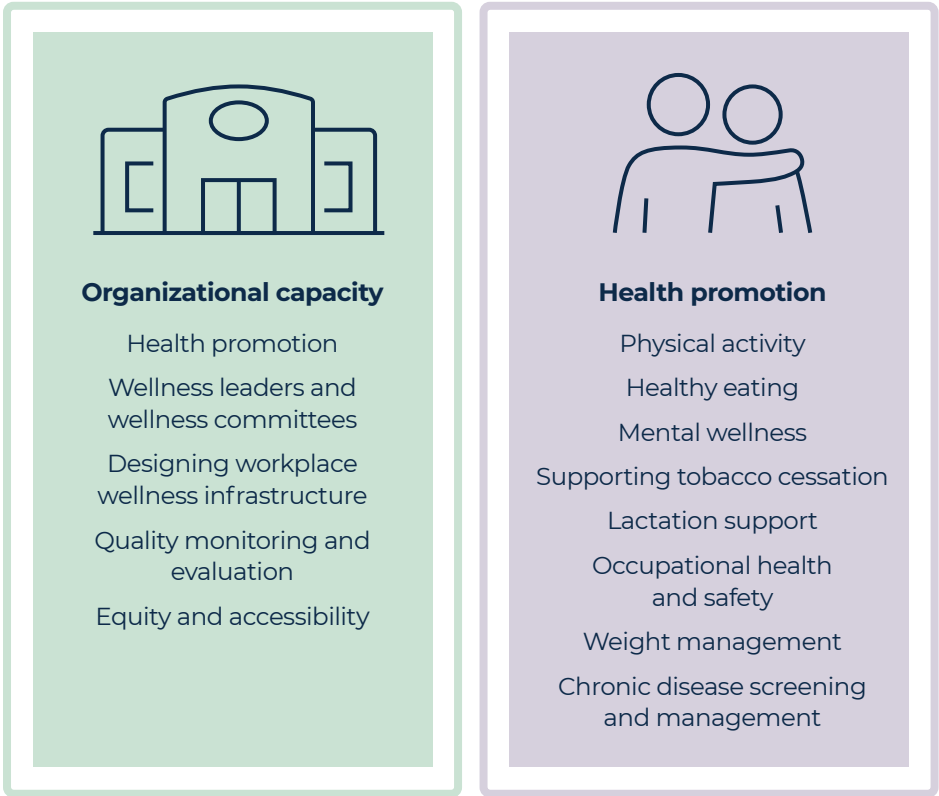 Organizational capacity
Health promotion
Wellness leaders and
wellness committees
Designing workplace
wellness infrastructure
Quality monitoring and
evaluation
Equity and accessibility
Health promotion
Physical activity
Healthy eating
Mental wellness
Supporting tobacco cessation
Lactation support
Occupational health
and safety
Weight management
Chronic disease screening
and management